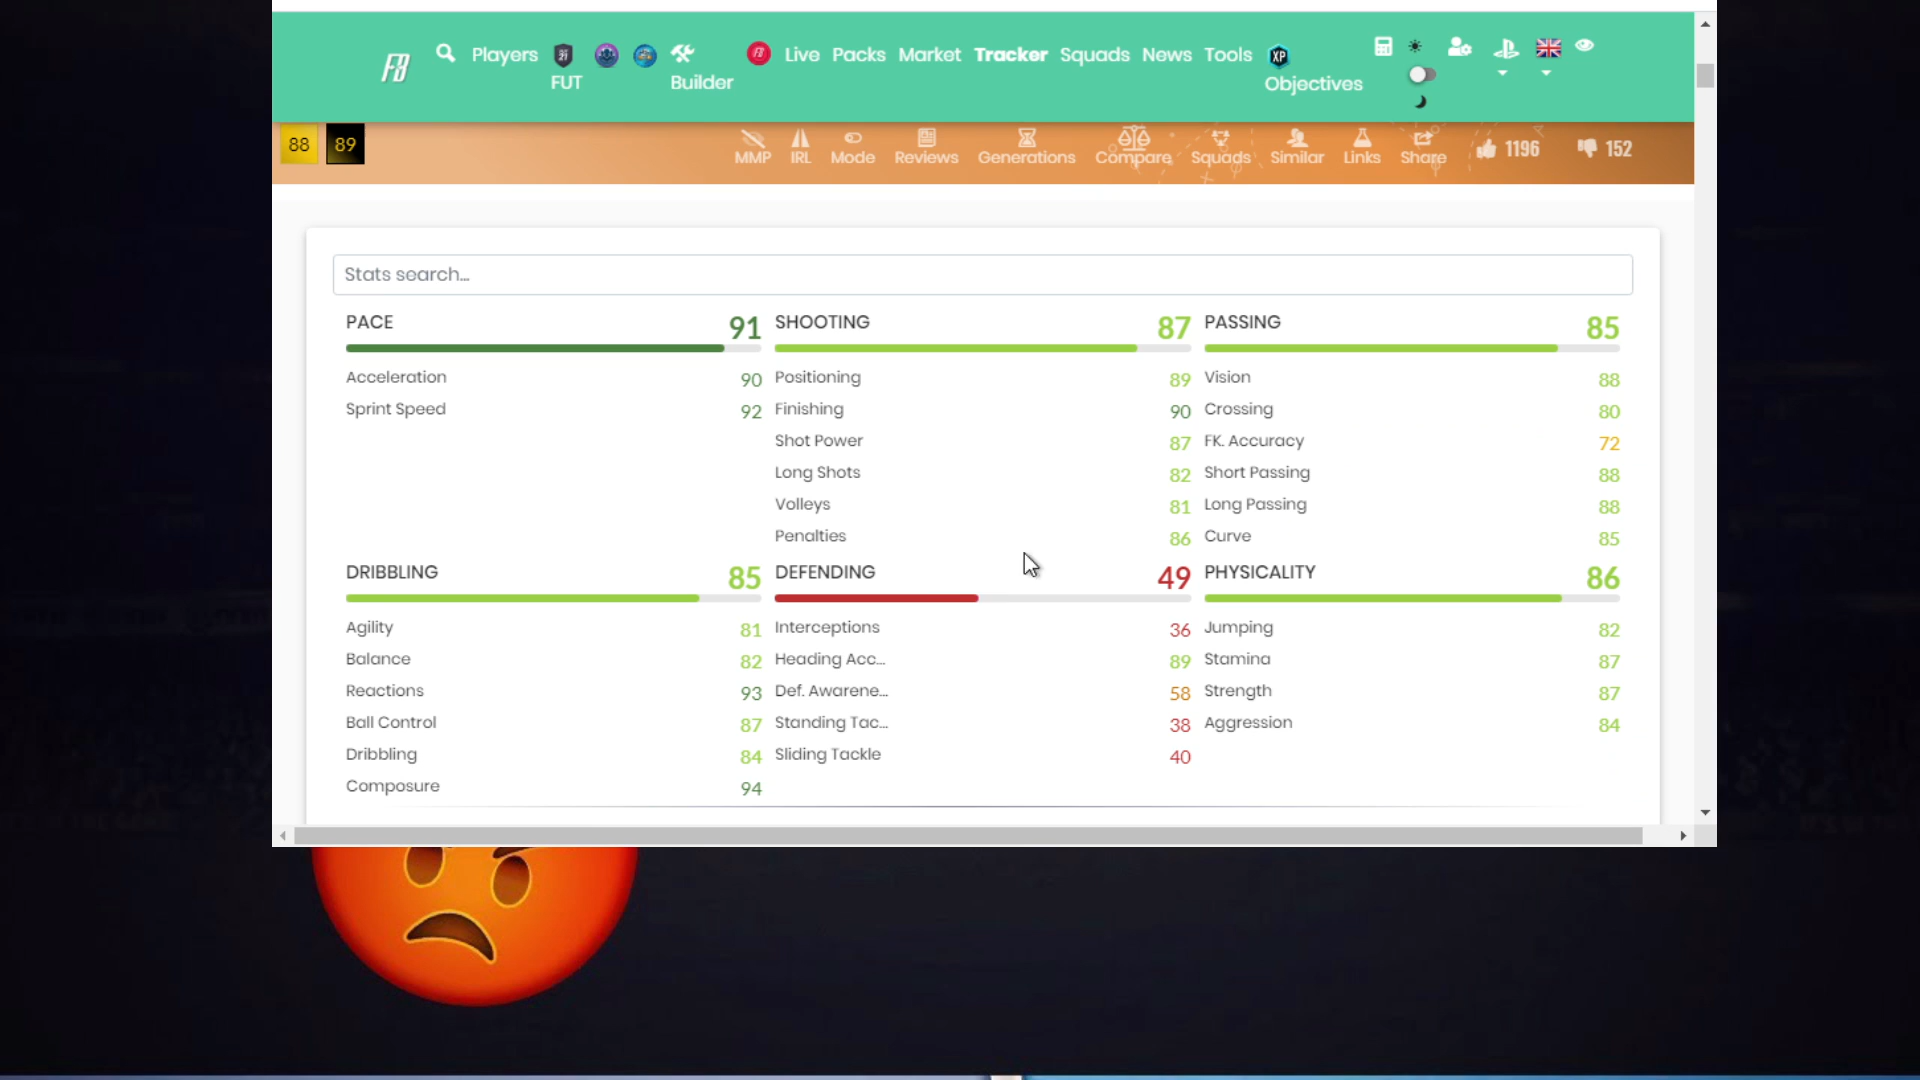 FB Players FUT Builder Live Packs Market Tracker Squads News Tools XP Objectives
88 89 MMP IRL Mode Reviews Generations Compare Squads Similar Links Share 1196 152
Stats search...
PACE 91 SHOOTING 87 PASSING 85
Acceleration 90 Positioning 89 Vision 88
Sprint Speed 92 Finishing 90 Crossing 80
Shot Power 87 FK. Accuracy 72
Long Shots 82 Short Passing 88
Volleys 81 Long Passing 88
Penalties 86 Curve 85
DRIBBLING 85 DEFENDING 49 PHYSICALITY 86
Agility 81 Interceptions 36 Jumping 82
Balance 82 Heading Acc... 89 Stamina 87
Reactions 93 Def. Awarene... 58 Strength 87
Ball Control 87 Standing Tac... 38 Aggression 84
Dribbling 84 Sliding Tackle 40
Composure 94